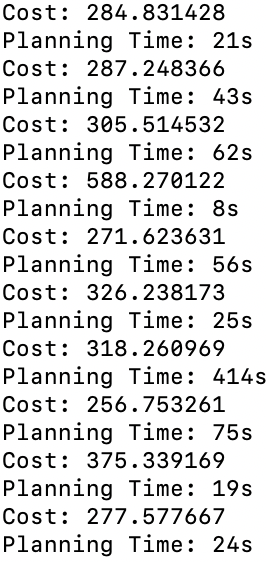 Cost: 284.831428
Planning Time: 21s
Cost: 287.248366
Planning Time: 43s
Cost: 305.514532
Planning Time: 62s
Cost: 588.270122
Planning Time: 8s
Cost: 271.623631
Planning Time: 56s
Cost: 326.238173
Planning Time: 25s
Cost: 318.260969
Planning Time: 414s
Cost: 256.753261
Planning Time: 75s
Cost: 375.339169
Planning Time: 19s
Cost: 277.577667
Planning Time: 24s